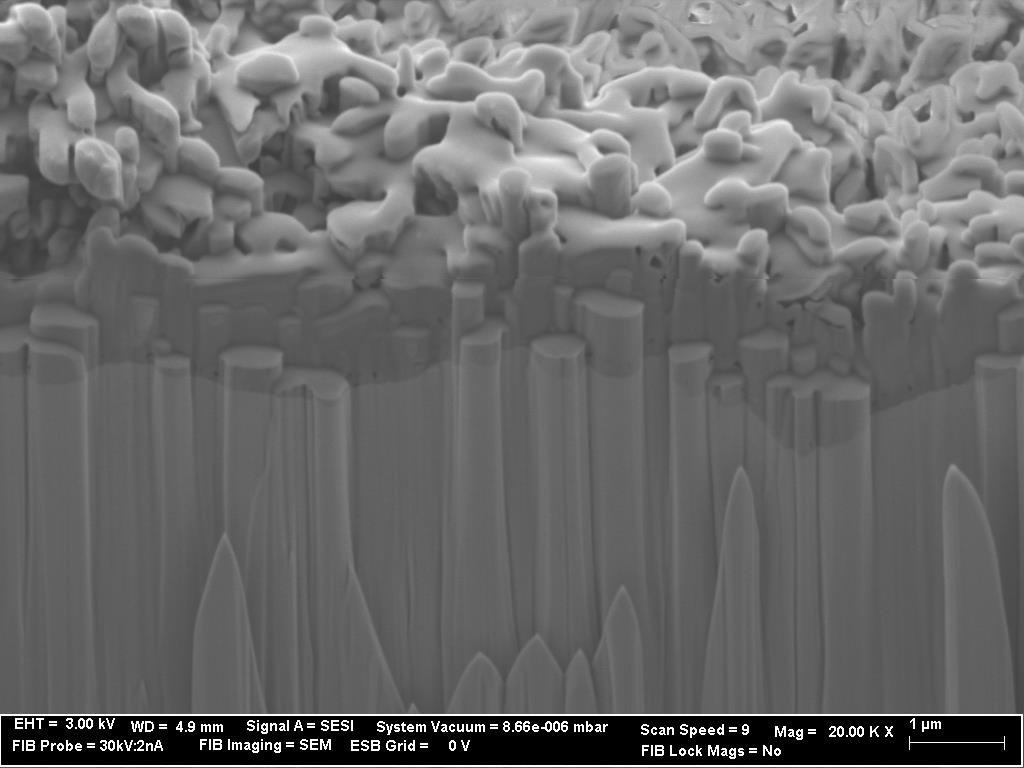 EHT = 3.00 kV WD = 4.9 mm Signal A = SESI System Vacuum = 8.66e-006 mbar Scan Speed = 9 Mag = 20.00 K X 1 µm
FIB Probe = 30kV:2nA FIB Imaging = SEM ESB Grid = 0 V FIB Lock Mags = No